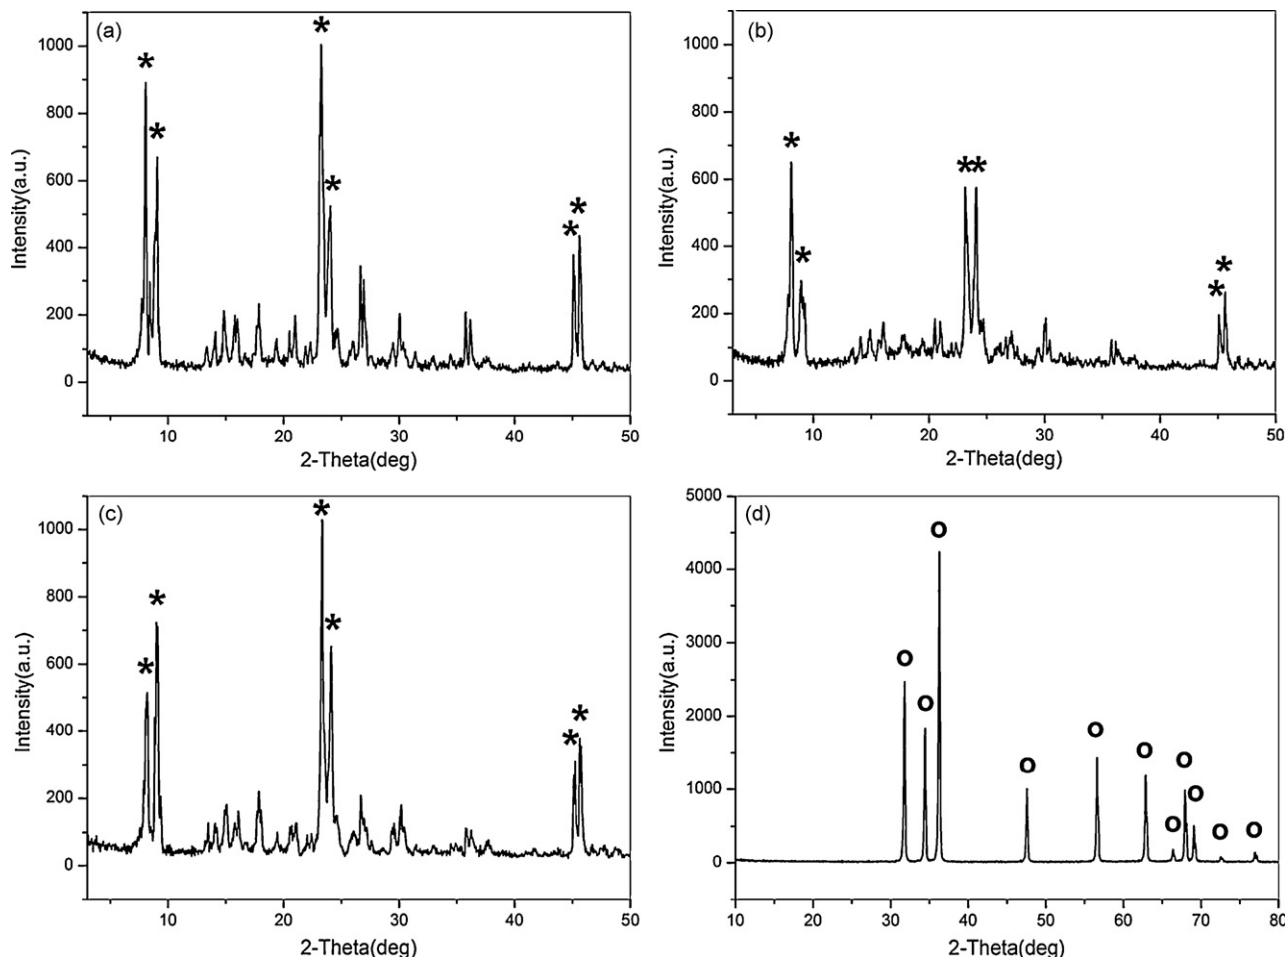 (a)
1000
800
600
400
200
0
Intensity(a.u.)
10 20 30 40 50
2-Theta(deg)
* * * * * *
(b)
1000
800
600
400
200
0
Intensity(a.u.)
10 20 30 40 50
2-Theta(deg)
* * * * * *
(c)
1000
800
600
400
200
0
Intensity(a.u.)
10 20 30 40 50
2-Theta(deg)
* * * * * *
(d)
5000
4000
3000
2000
1000
0
Intensity(a.u.)
10 20 30 40 50 60 70 80
2-Theta(deg)
o o o o o o o o o o o